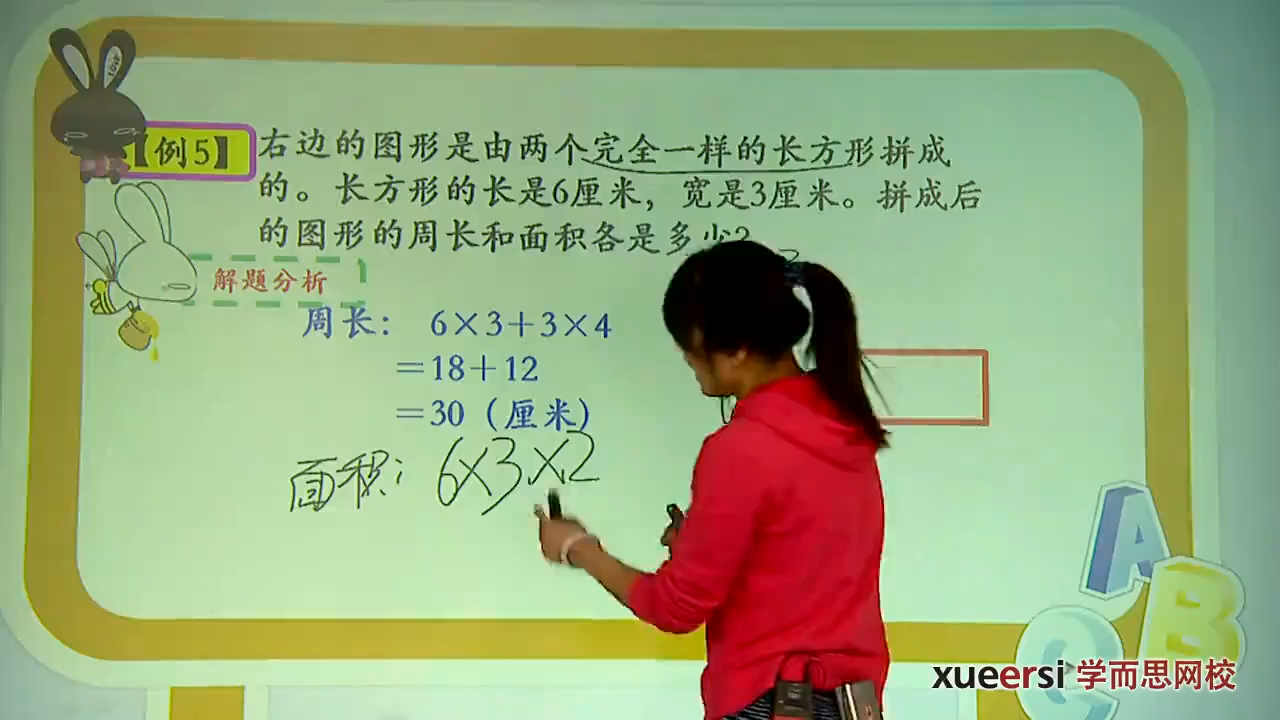 【例5】右边的图形是由两个完全一样的长方形拼成
的。长方形的长是6厘米，宽是3厘米。拼成后
的图形的周长和面积各是多少？
解题分析
周长： 6×3＋3×4
＝18＋12
＝30（厘米）
面积: 6×3×2
xueersi 学而思网校